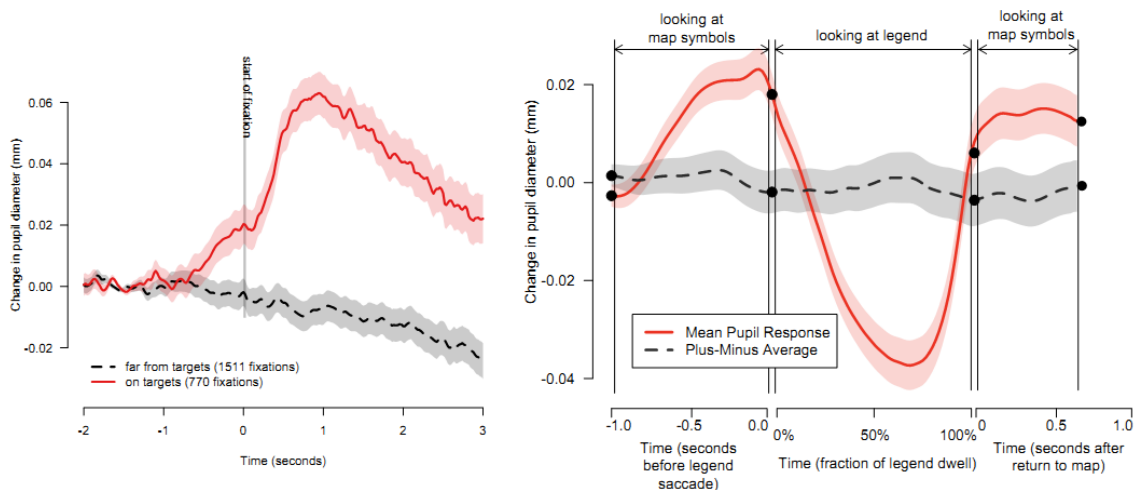 Change in pupil diameter (mm)
0.06
0.04
0.02
0.00
-0.02
start of fixation
far from targets (1511 fixations)
on targets (770 fixations)
-2
-1
0
1
2
3
Time (seconds)
looking at
map symbols
looking at legend
looking at
map symbols
Change in pupil diameter (mm)
0.02
0.00
-0.02
-0.04
Mean Pupil Response
Plus-Minus Average
-1.0
-0.5
0.0
0%
50%
100%
0
0.5
1.0
Time (seconds
before legend
saccade)
Time (fraction of legend dwell)
Time (seconds after
return to map)